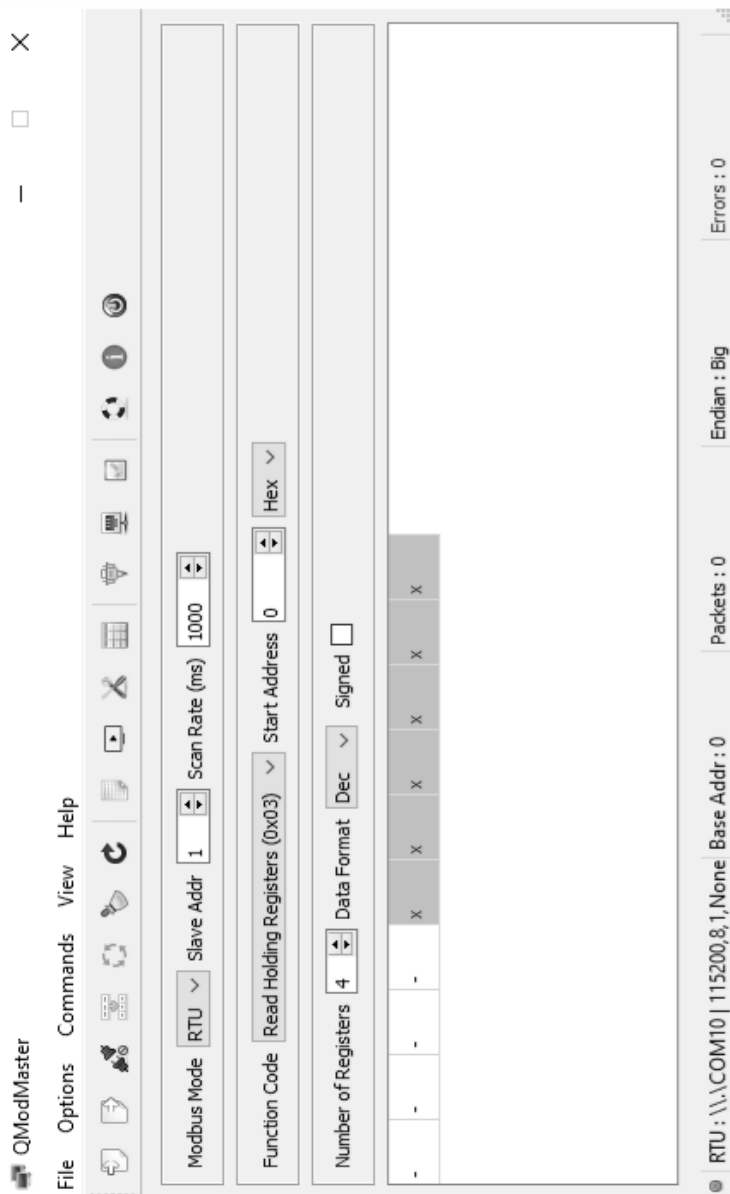 QModMaster
File Options Commands View Help
Modbus Mode RTU Slave Addr 1 Scan Rate (ms) 1000
Function Code Read Holding Registers (0x03) Start Address 0 Hex
Number of Registers 4 Data Format Dec Signed
- - - - x x x x x x
RTU : \\.\COM10 | 115200,8,1,None Base Addr : 0 Packets : 0 Endian : Big Errors : 0